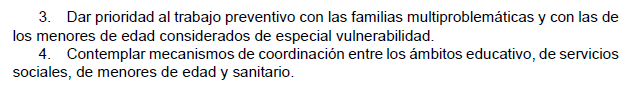 3. Dar prioridad al trabajo preventivo con las familias multiproblemáticas y con las de
los menores de edad considerados de especial vulnerabilidad.
4. Contemplar mecanismos de coordinación entre los ámbitos educativo, de servicios
sociales, de menores de edad y sanitario.